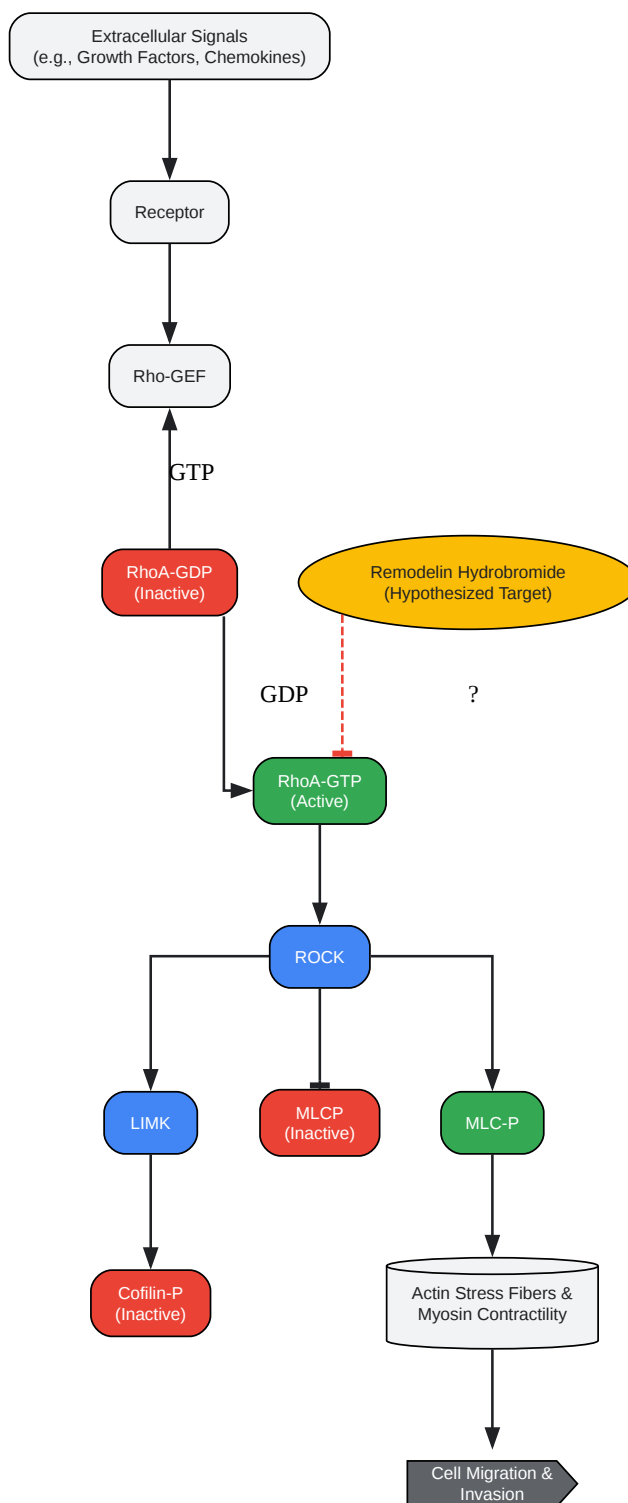 Extracellular Signals
(e.g., Growth Factors, Chemokines)
Receptor
Rho-GEF
GTP
RhoA-GDP
(Inactive)
Remodelin Hydrobromide
(Hypothesized Target)
GDP
?
RhoA-GTP
(Active)
ROCK
LIMK
MLCP
(Inactive)
MLC-P
Cofilin-P
(Inactive)
Actin Stress Fibers &
Myosin Contractility
Cell Migration &
Invasion